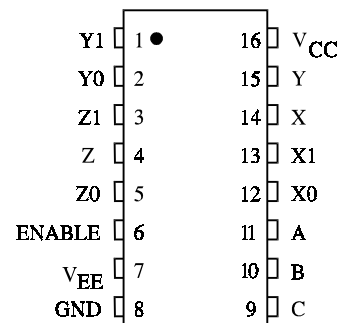 Y1 1 16 VCC
Y0 2 15 Y
Z1 3 14 X
Z 4 13 X1
Z0 5 12 X0
ENABLE 6 11 A
VEE 7 10 B
GND 8 9 C